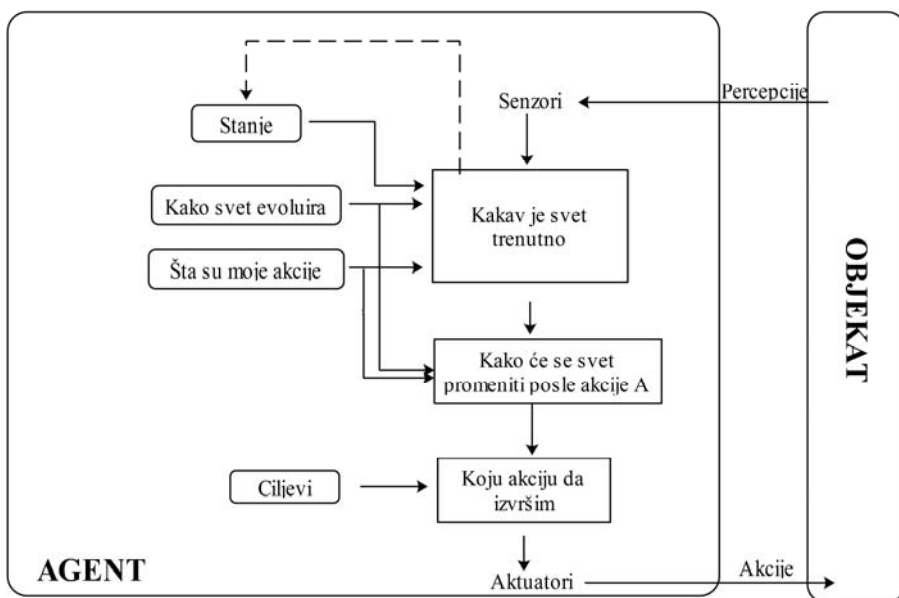 Senzori
Percepcije
Stanje
Kako svet evoluira
Kakav je svet
trenutno
Šta su moje akcije
OBJEKAT
Kako će se svet
promeniti posle akcije A
Ciljevi
Koju akciju da
izvršim
AGENT
Aktuatori
Akcije